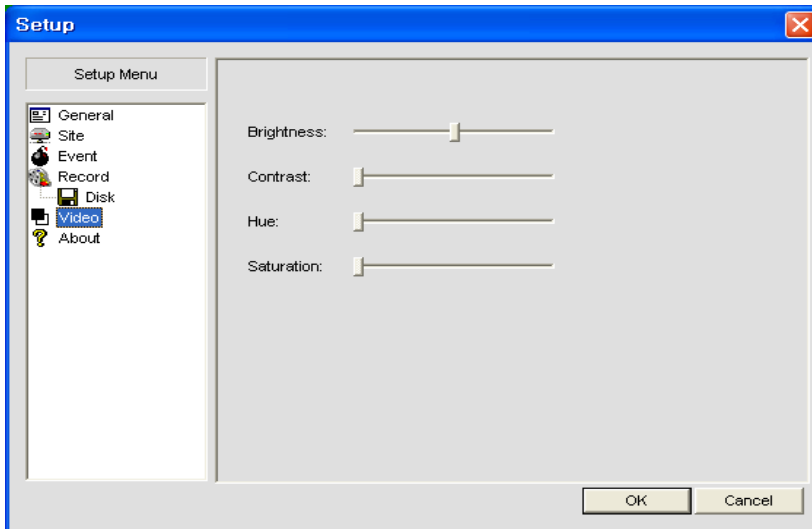 Setup
Setup Menu
General
Site
Event
Record
Disk
Video
About
Brightness:
Contrast:
Hue:
Saturation:
OK
Cancel